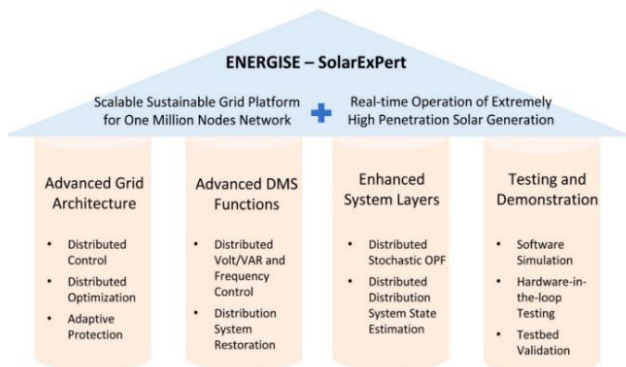 ENERGISE – SolarExPert
Scalable Sustainable Grid Platform
for One Million Nodes Network
+
Real-time Operation of Extremely
High Penetration Solar Generation
Advanced Grid
Architecture
• Distributed
Control
• Distributed
Optimization
• Adaptive
Protection
Advanced DMS
Functions
• Distributed
Volt/VAR and
Frequency
Control
• Distribution
System
Restoration
Enhanced
System Layers
• Distributed
Stochastic OPF
• Distributed
Distribution
System State
Estimation
Testing and
Demonstration
• Software
Simulation
• Hardware-in-
the-loop
Testing
• Testbed
Validation